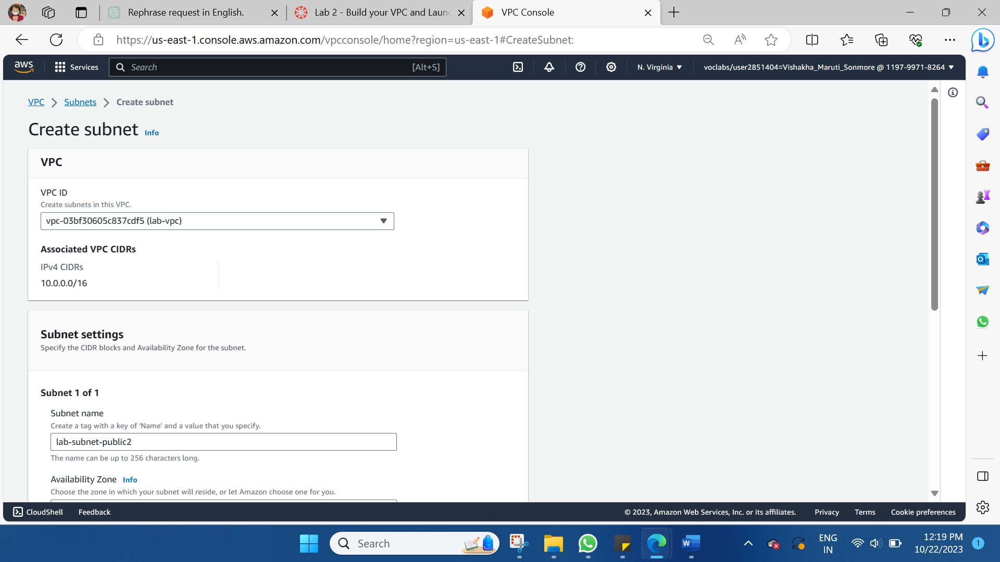 Rephrase request in English.
Lab 2 - Build your VPC and Laun
VPC Console
https://us-east-1.console.aws.amazon.com/vpcconsole/home?region=us-east-1#CreateSubnet:
aws
Services
Search
[Alt+S]
N. Virginia
voclabs/user2851404=Vishakha_Maruti_Sonmore @ 1197-9971-8264
VPC
Subnets
Create subnet
Create subnet Info
VPC
VPC ID
Create subnets in this VPC.
vpc-03bf30605c837cdf5 (lab-vpc)
Associated VPC CIDRs
IPv4 CIDRs
10.0.0.0/16
Subnet settings
Specify the CIDR blocks and Availability Zone for the subnet.
Subnet 1 of 1
Subnet name
Create a tag with a key of 'Name' and a value that you specify.
lab-subnet-public2
The name can be up to 256 characters long.
Availability Zone Info
Choose the zone in which your subnet will reside, or let Amazon choose one for you.
CloudShell
Feedback
© 2023, Amazon Web Services, Inc. or its affiliates.
Privacy
Terms
Cookie preferences
Search
ENG
IN
12:19 PM
10/22/2023
1